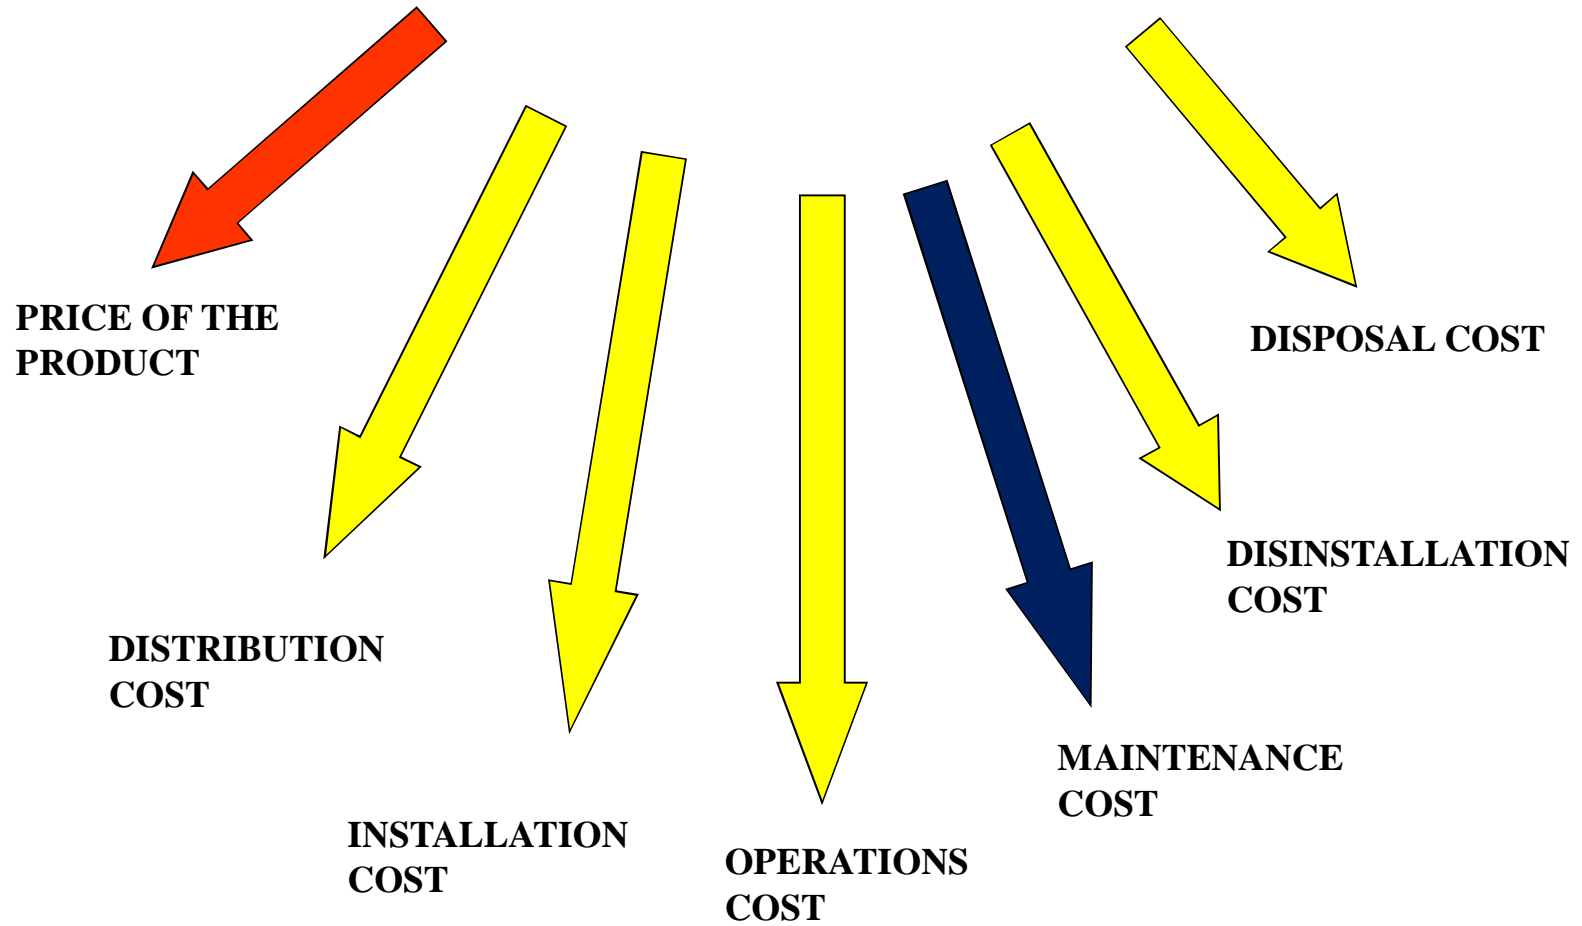 PRICE OF THE
PRODUCT
DISTRIBUTION
COST
INSTALLATION
COST
OPERATIONS
COST
MAINTENANCE
COST
DISINSTALLATION
COST
DISPOSAL COST